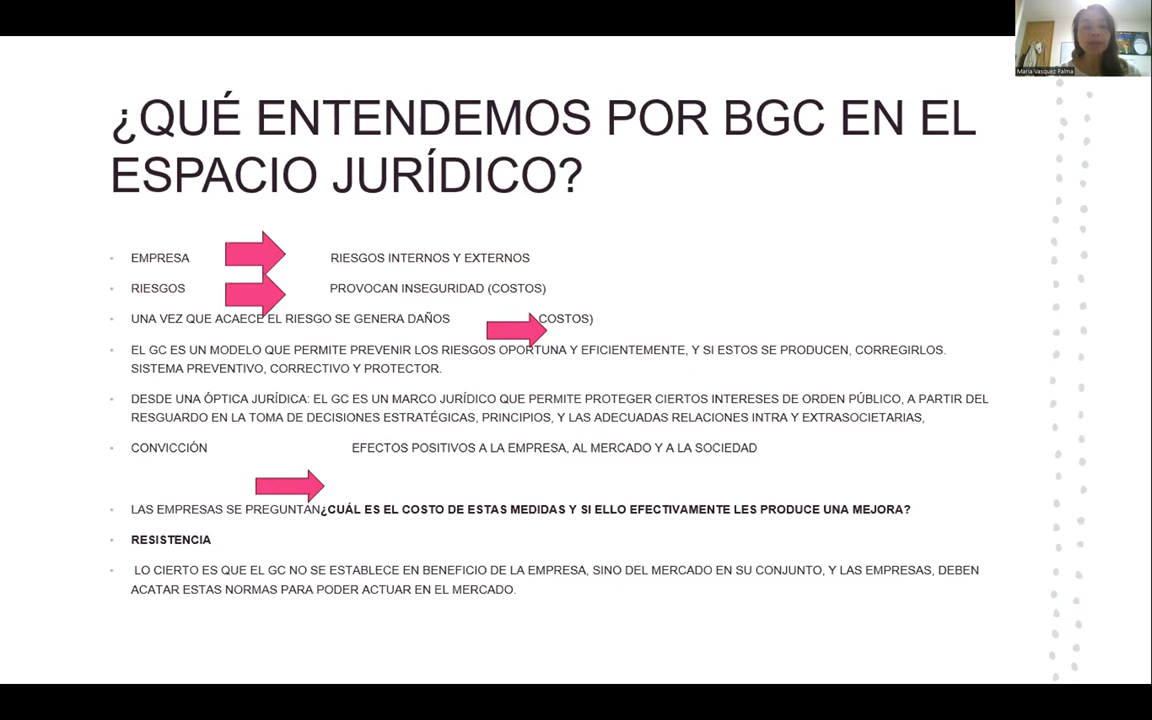 Maria Vasquez Palma
¿QUÉ ENTENDEMOS POR BGC EN EL
ESPACIO JURÍDICO?
EMPRESA RIESGOS INTERNOS Y EXTERNOS
RIESGOS PROVOCAN INSEGURIDAD (COSTOS)
UNA VEZ QUE ACAECE EL RIESGO SE GENERA DAÑOS COSTOS)
EL GC ES UN MODELO QUE PERMITE PREVENIR LOS RIESGOS OPORTUNA Y EFICIENTEMENTE, Y SI ESTOS SE PRODUCEN, CORREGIRLOS.
SISTEMA PREVENTIVO, CORRECTIVO Y PROTECTOR.
DESDE UNA ÓPTICA JURÍDICA: EL GC ES UN MARCO JURÍDICO QUE PERMITE PROTEGER CIERTOS INTERESES DE ORDEN PÚBLICO, A PARTIR DEL
RESGUARDO EN LA TOMA DE DECISIONES ESTRATÉGICAS, PRINCIPIOS, Y LAS ADECUADAS RELACIONES INTRA Y EXTRASOCIETARIAS,
CONVICCIÓN EFECTOS POSITIVOS A LA EMPRESA, AL MERCADO Y A LA SOCIEDAD
LAS EMPRESAS SE PREGUNTAN¿CUÁL ES EL COSTO DE ESTAS MEDIDAS Y SI ELLO EFECTIVAMENTE LES PRODUCE UNA MEJORA?
RESISTENCIA
LO CIERTO ES QUE EL GC NO SE ESTABLECE EN BENEFICIO DE LA EMPRESA, SINO DEL MERCADO EN SU CONJUNTO, Y LAS EMPRESAS, DEBEN
ACATAR ESTAS NORMAS PARA PODER ACTUAR EN EL MERCADO.